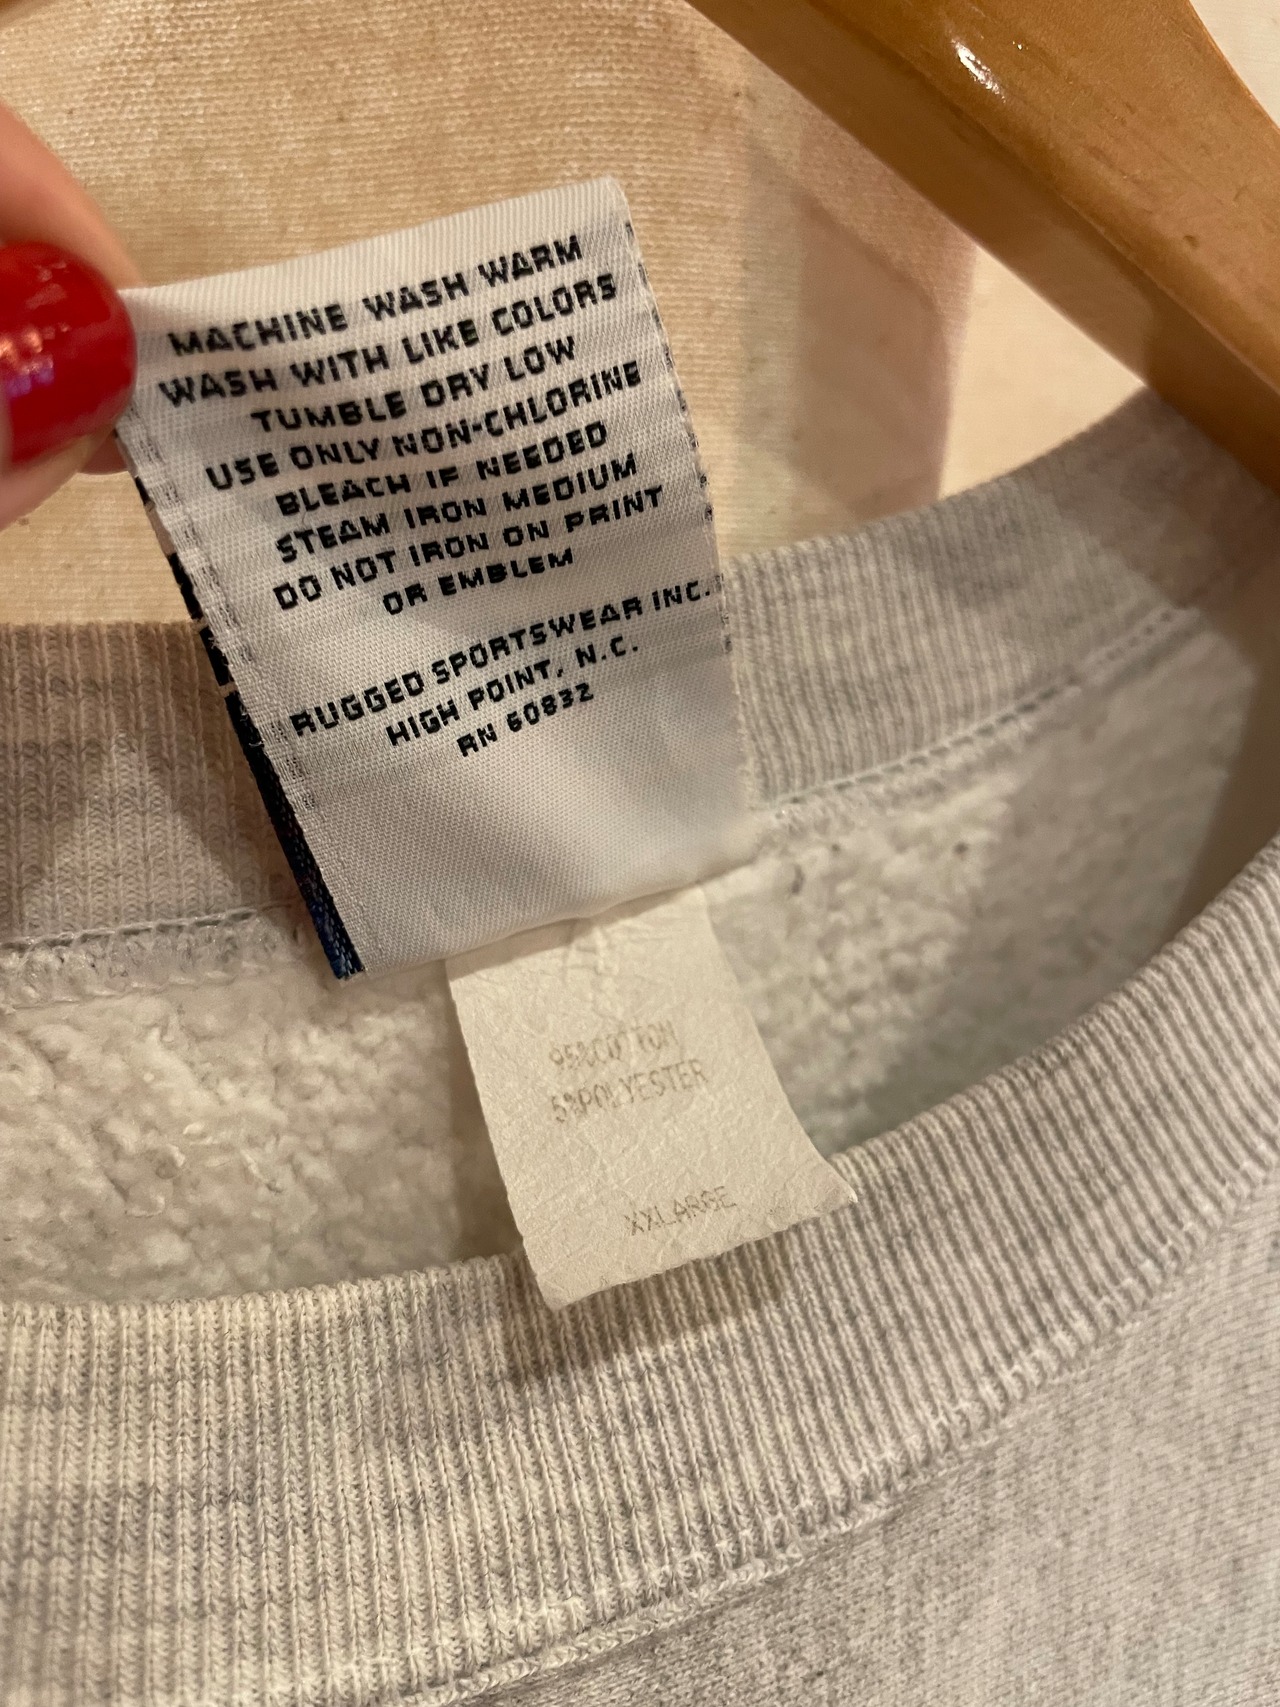 MACHINE WASH WARM
WASH WITH LIKE COLORS
TUMBLE DRY LOW
USE ONLY NON-CHLORINE
BLEACH IF NEEDED
STEAM IRON MEDIUM
DO NOT IRON ON PRINT
OR EMBLEM
RUGGED SPORTSWEAR INC.
HIGH POINT, N.C.
RN 60832
95%COTTON
5%POLYESTER
XXLARGE